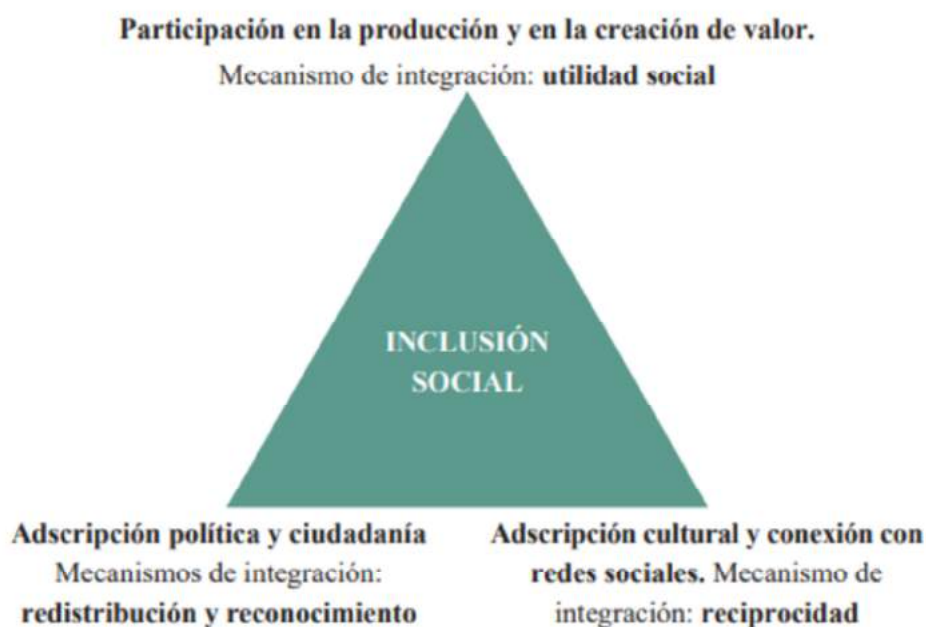 Participación en la producción y en la creación de valor.
Mecanismo de integración: utilidad social
INCLUSIÓN
SOCIAL
Adscripción política y ciudadanía
Mecanismos de integración:
redistribución y reconocimiento
Adscripción cultural y conexión con
redes sociales. Mecanismo de
integración: reciprocidad